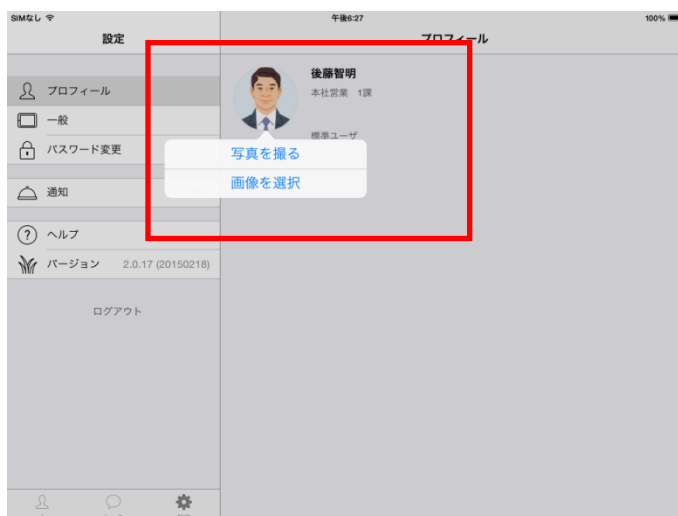 SIMなし
午後6:27
100%
設定
プロフィール
プロフィール
一般
パスワード変更
通知
ヘルプ
バージョン 2.0.17 (20150218)
ログアウト
後藤智明
本社営業 1課
標準ユーザ
写真を撮る
画像を選択